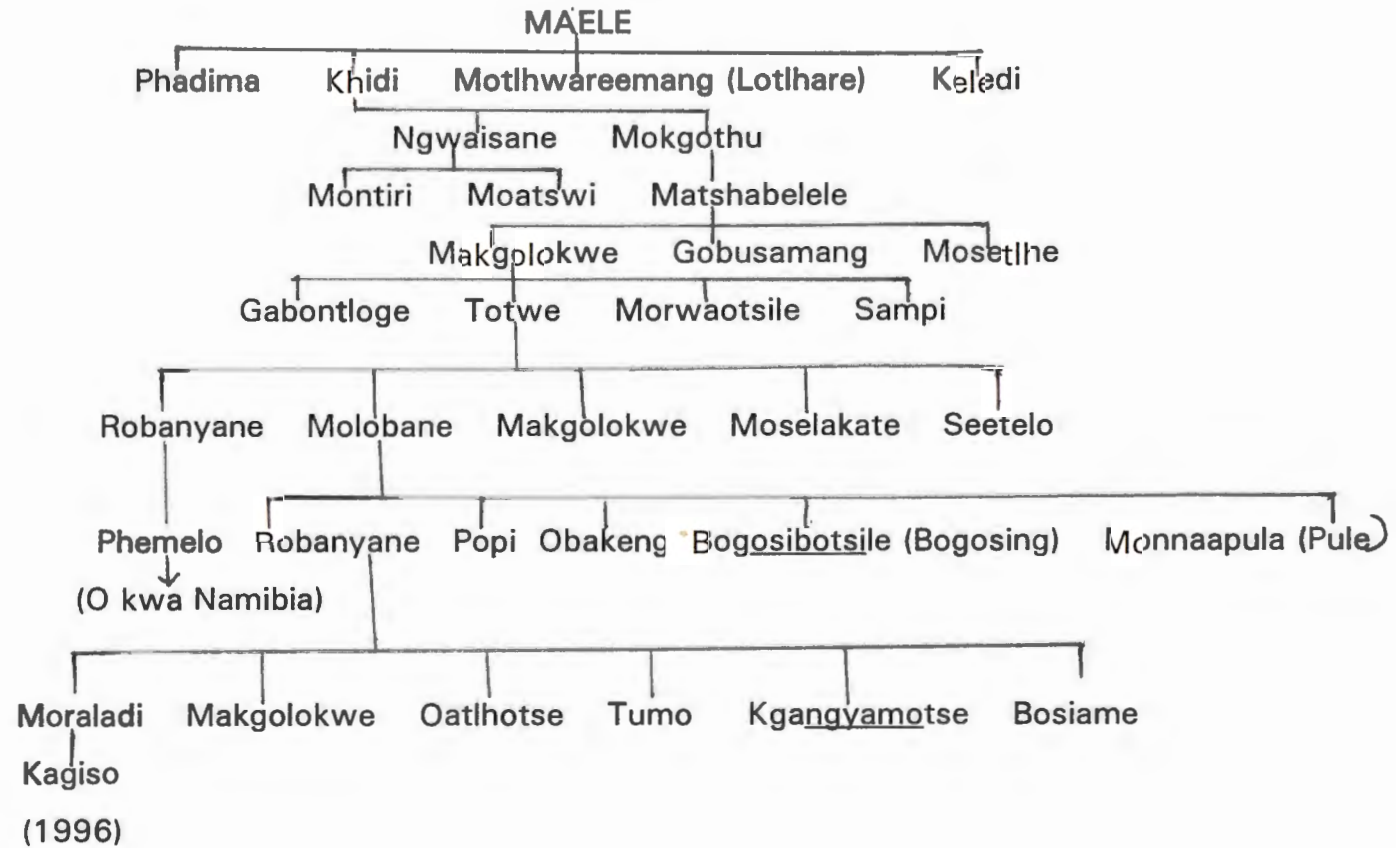 MAELE
Phadima Khidi Motlhwareemang (Lotlhare) Keledi
Ngwaisane Mokgothu
Montiri Moatswi Matshabelele
Makgolokwe Gobusamang Mosetlhe
Gabontloge Totwe Morwaotsile Sampi
Robanyane Molobane Makgolokwe Moselakate Seetelo
Phemelo Robanyane Popi Obakeng Bogosibotsile (Bogosing) Monnaapula (Pule)
(O kwa Namibia)
Moraladi Makgolokwe Oatlhotse Tumo Kgangyamotse Bosiame
Kagiso
(1996)